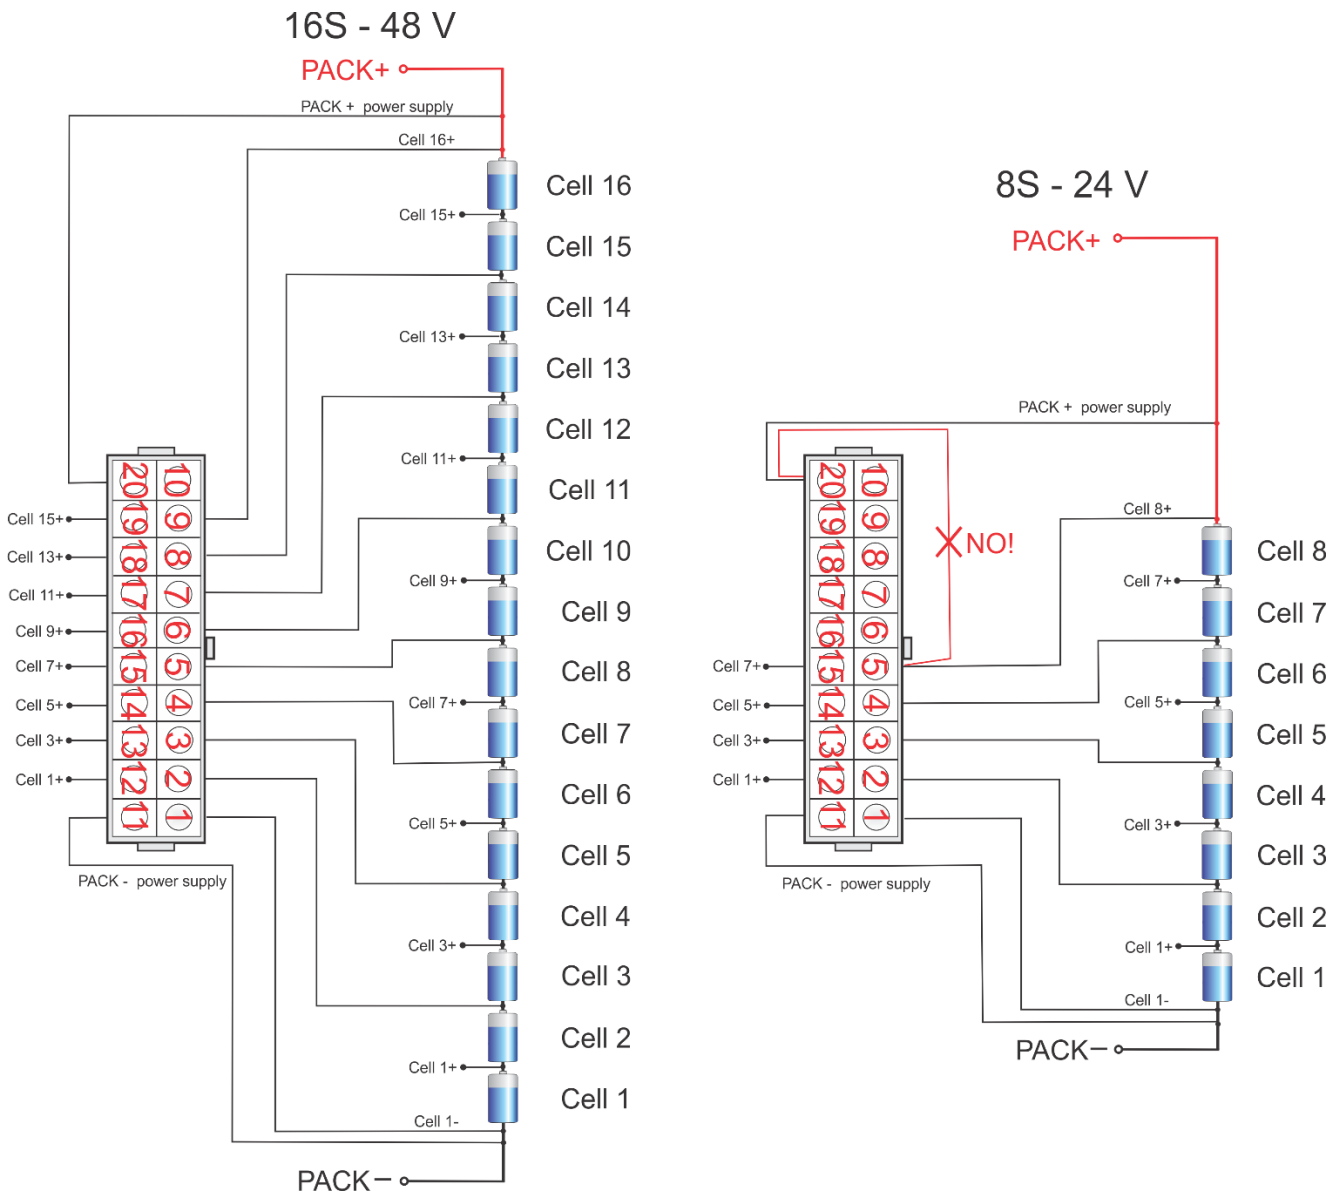 16S - 48 V
PACK+
PACK + power supply
Cell 16+
Cell 16
Cell 15+
Cell 15
Cell 14
Cell 13+
Cell 13
Cell 12
Cell 11+
Cell 11
Cell 10
Cell 9+
Cell 9
Cell 8
Cell 7+
Cell 7
Cell 6
Cell 5+
Cell 5
Cell 4
Cell 3+
Cell 3
Cell 2
Cell 1+
Cell 1
Cell 1-
PACK−
20 10
Cell 15+ 19 9
Cell 13+ 18 8
Cell 11+ 17 7
Cell 9+ 16 6
Cell 7+ 15 5
Cell 5+ 14 4
Cell 3+ 13 3
Cell 1+ 12 2
11 1
PACK - power supply
8S - 24 V
PACK+
PACK + power supply
20 10
19 9
18 8
17 7
16 6
Cell 7+ 15 5
Cell 5+ 14 4
Cell 3+ 13 3
Cell 1+ 12 2
11 1
NO!
PACK - power supply
Cell 8+
Cell 8
Cell 7+
Cell 7
Cell 6
Cell 5+
Cell 5
Cell 4
Cell 3+
Cell 3
Cell 2
Cell 1+
Cell 1
Cell 1-
PACK−